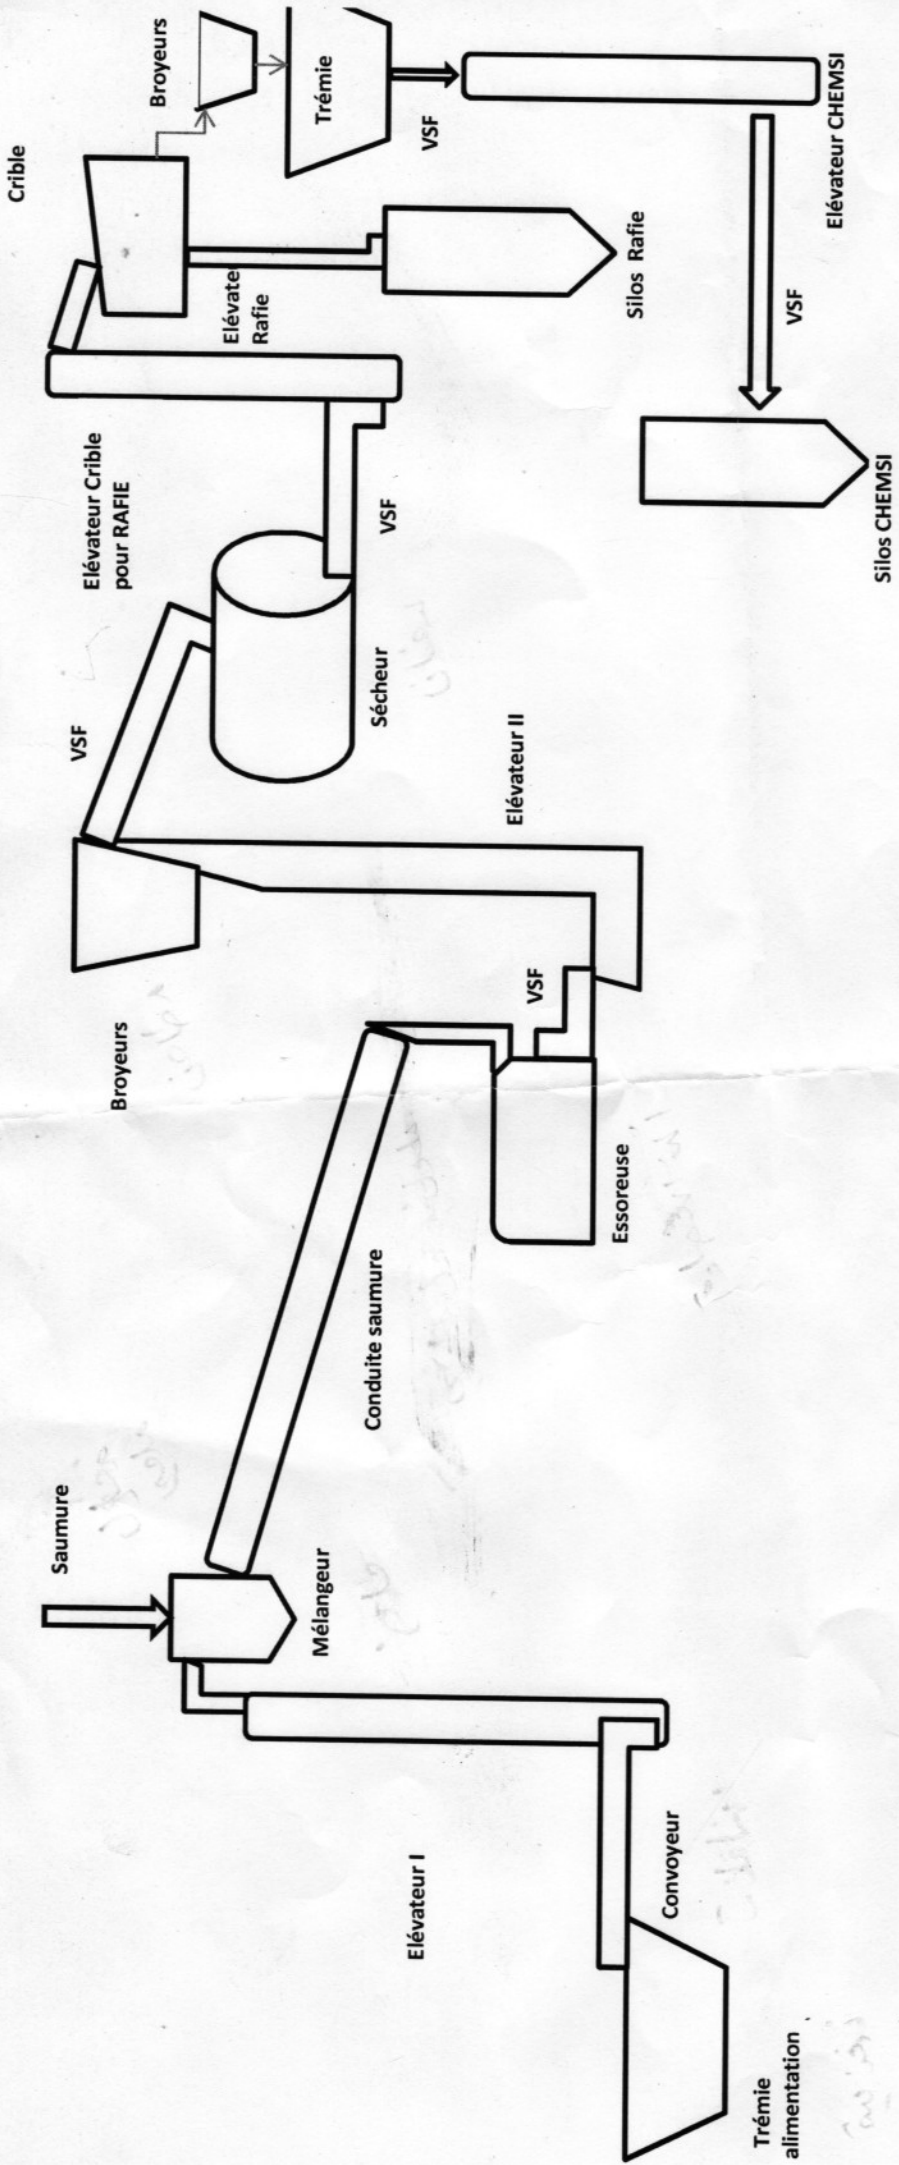 Trémie
alimentation
Convoyeur
Elévateur I
Saumure
Mélangeur
Conduite saumure
Essoreuse
VSF
Broyeurs
Elévateur II
VSF
Sécheur
VSF
Elévateur Crible
pour RAFIE
Elévate
Rafie
Crible
Silos Rafie
Broyeurs
Trémie
VSF
Elévateur CHEMSI
VSF
Silos CHEMSI